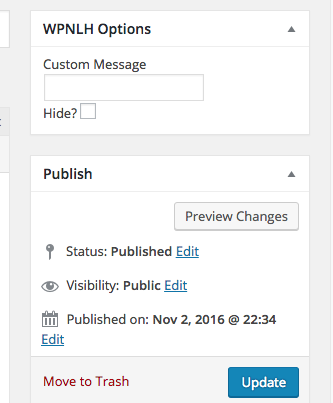 WPNLH Options
Custom Message
Hide?
Publish
Preview Changes
Status: Published Edit
Visibility: Public Edit
Published on: Nov 2, 2016 @ 22:34
Edit
Move to Trash
Update